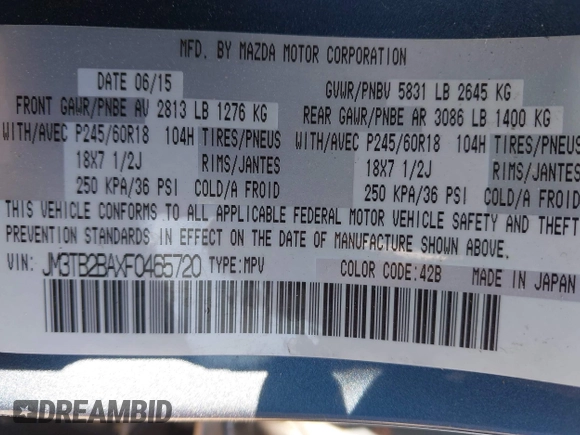 MFD. BY MAZDA MOTOR CORPORATION
DATE 06/15 GVWR/PNBV 5831 LB 2645 KG
FRONT GAWR/PNBE AV 2813 LB 1276 KG REAR GAWR/PNBE AR 3086 LB 1400 KG
WITH/AVEC P245/60R18 104H TIRES/PNEUS WITH/AVEC P245/60R18 104H TIRES/PNEUS
18X7 1/2J RIMS/JANTES 18X7 1/2J RIMS/JANTES
250 KPA/36 PSI COLD/A FROID 250 KPA/36 PSI COLD/A FROID
THIS VEHICLE CONFORMS TO ALL APPLICABLE FEDERAL MOTOR VEHICLE SAFETY AND THEFT
PREVENTION STANDARDS IN EFFECT ON THE DATE OF MANUFACTURE SHOWN ABOVE.
VIN: JM3TB2BAXF0465720 TYPE: MPV COLOR CODE: 42B MADE IN JAPAN
DREAMBID